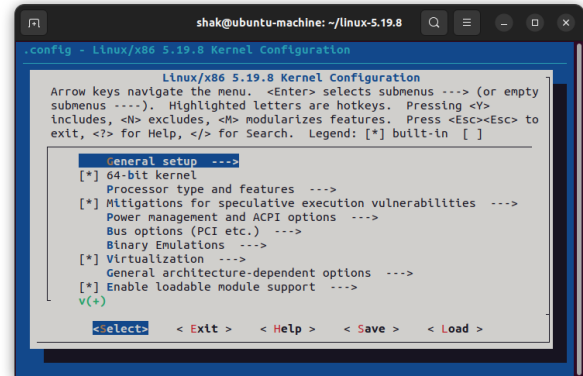 shak@ubuntu-machine: ~/linux-5.19.8
.config - Linux/x86 5.19.8 Kernel Configuration
Linux/x86 5.19.8 Kernel Configuration
Arrow keys navigate the menu.  <Enter> selects submenus ---> (or empty
submenus ----).  Highlighted letters are hotkeys.  Pressing <Y>
includes, <N> excludes, <M> modularizes features.  Press <Esc><Esc> to
exit, <?> for Help, </> for Search.  Legend: [*] built-in  [ ]
General setup  --->
[*] 64-bit kernel
Processor type and features  --->
[*] Mitigations for speculative execution vulnerabilities  --->
Power management and ACPI options  --->
Bus options (PCI etc.)  --->
Binary Emulations  --->
[*] Virtualization  --->
General architecture-dependent options  --->
[*] Enable loadable module support  --->
v(+)
<Select>    < Exit >    < Help >    < Save >    < Load >